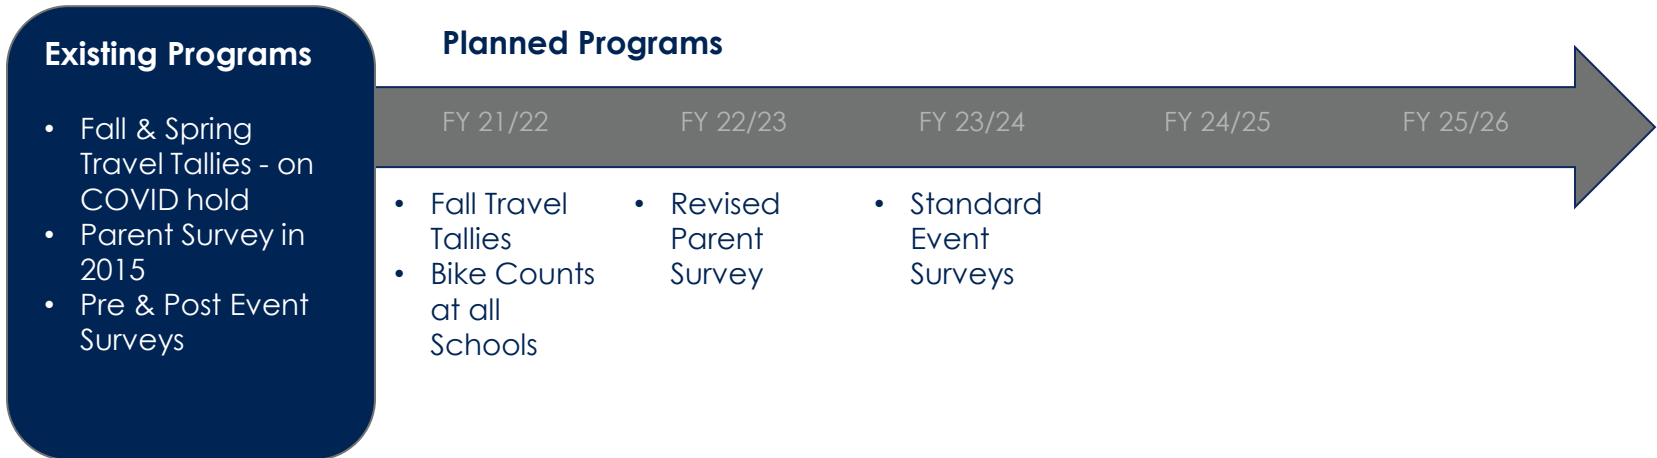 Existing Programs
• Fall & Spring
Travel Tallies - on
COVID hold
• Parent Survey in
2015
• Pre & Post Event
Surveys
Planned Programs
FY 21/22
FY 22/23
FY 23/24
FY 24/25
FY 25/26
• Fall Travel
Tallies
• Bike Counts
at all
Schools
• Revised
Parent
Survey
• Standard
Event
Surveys